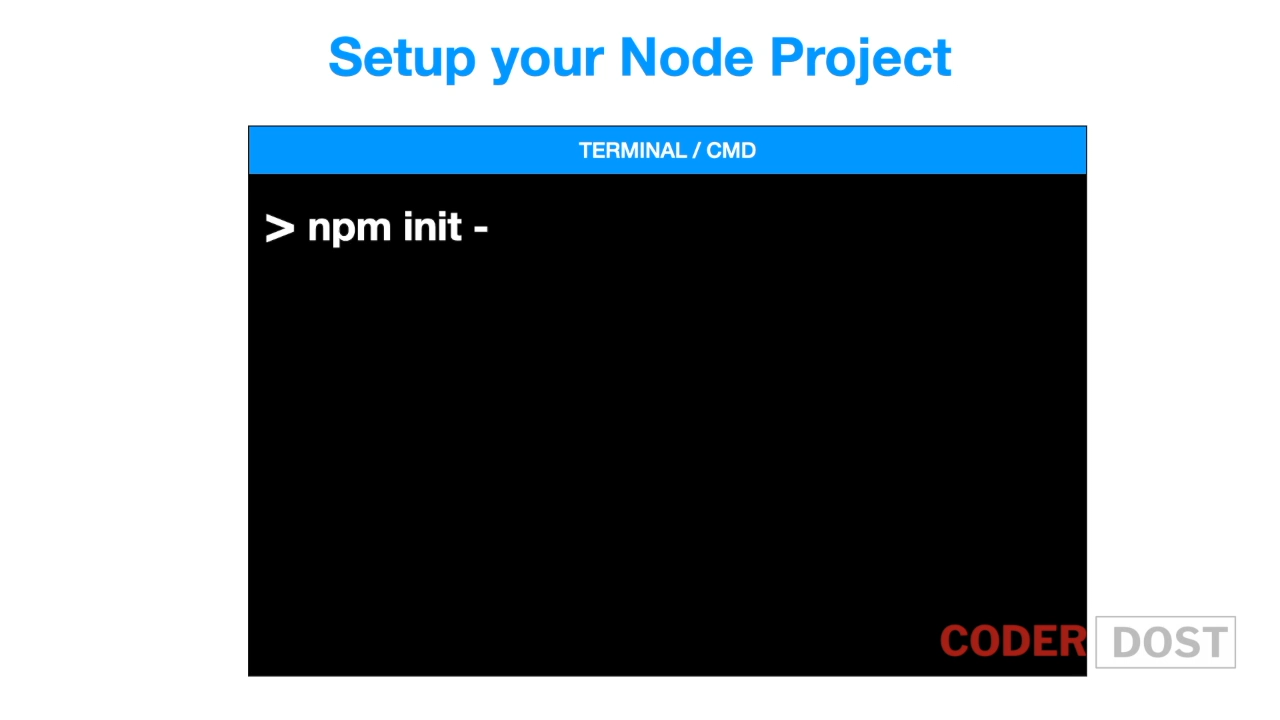 Setup your Node Project
TERMINAL / CMD
> npm init -
CODER DOST